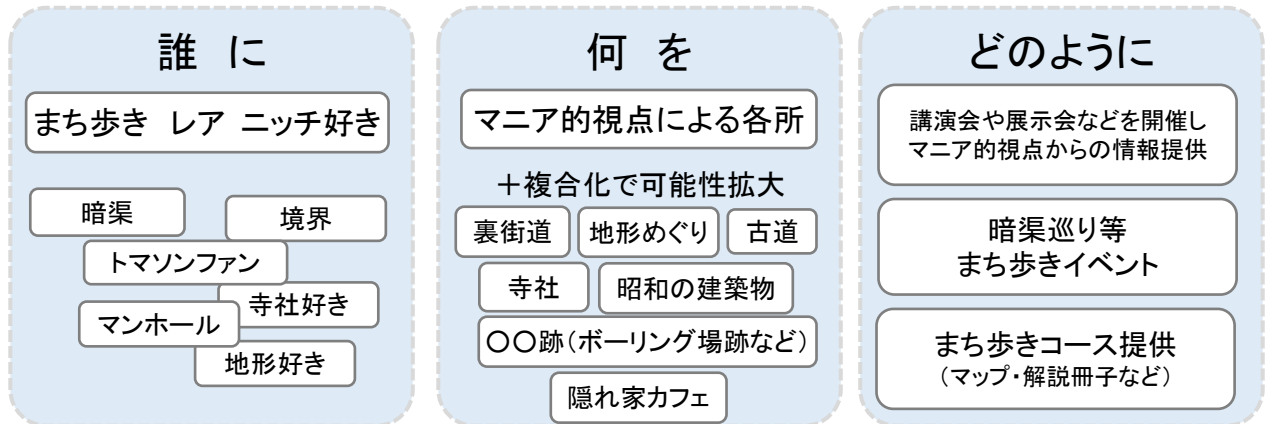 誰 に
まち歩き レア ニッチ好き
暗渠
境界
トマソンファン
寺社好き
マンホール
地形好き
何 を
マニア的視点による各所
＋複合化で可能性拡大
裏街道
地形めぐり
古道
寺社
昭和の建築物
〇〇跡(ボーリング場跡など)
隠れ家カフェ
どのように
講演会や展示会などを開催し
マニア的視点からの情報提供
暗渠巡り等
まち歩きイベント
まち歩きコース提供
(マップ・解説冊子など)